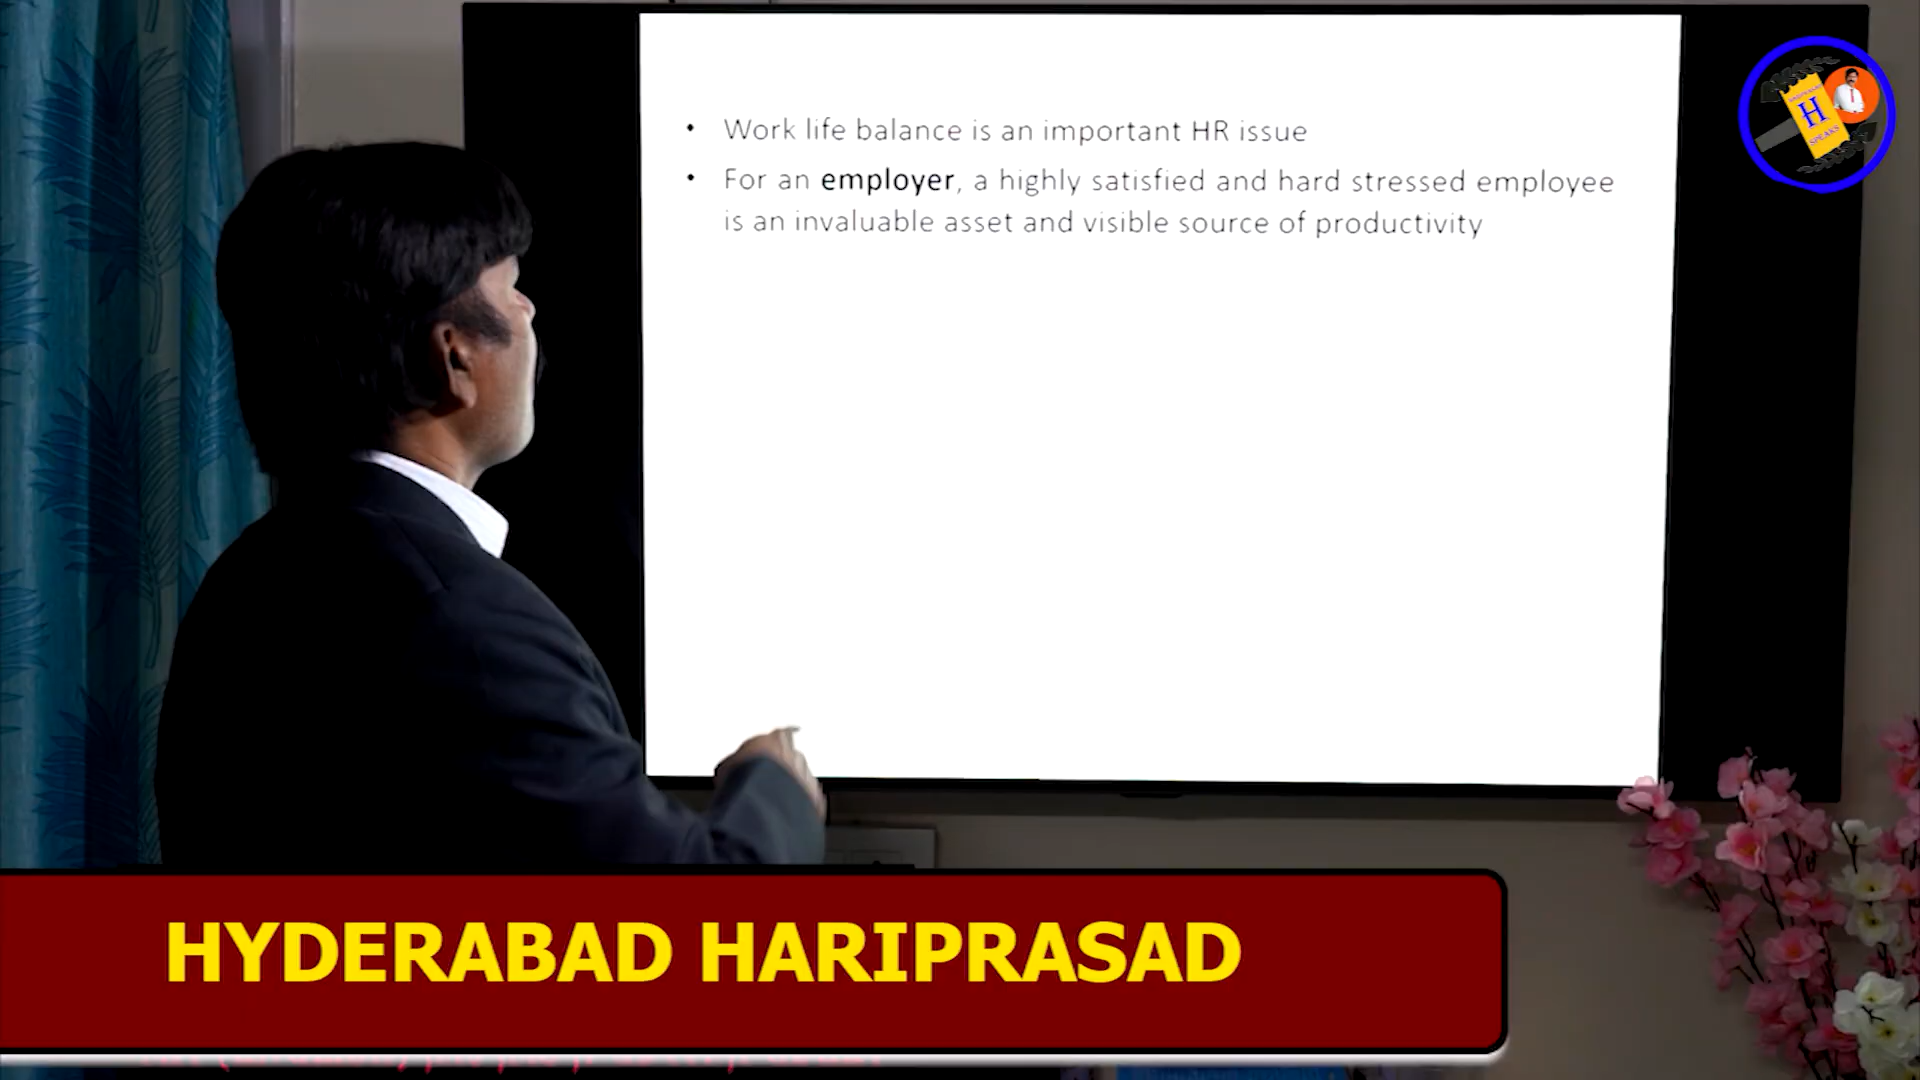 • Work life balance is an important HR issue
• For an employer, a highly satisfied and hard stressed employee
is an invaluable asset and visible source of productivity
H
SPEAKS
HYDERABAD HARIPRASAD